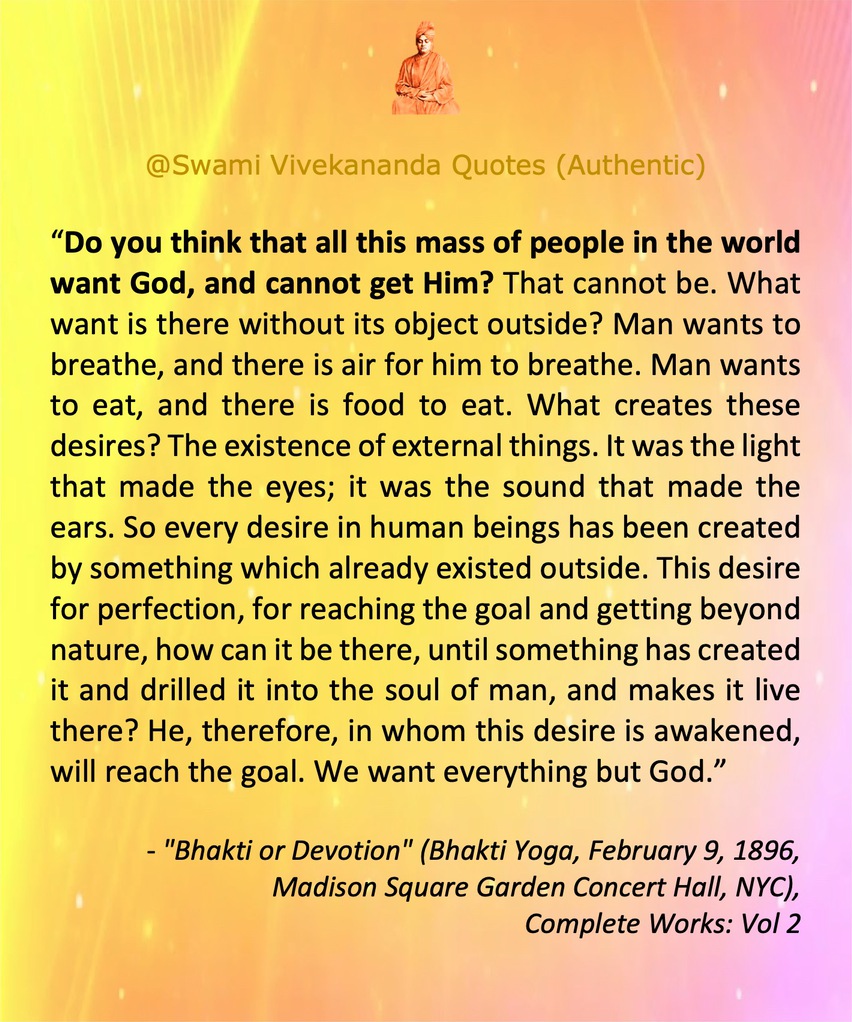 @Swami Vivekananda Quotes (Authentic)
“Do you think that all this mass of people in the world
want God, and cannot get Him? That cannot be. What
want is there without its object outside? Man wants to
breathe, and there is air for him to breathe. Man wants
to eat, and there is food to eat. What creates these
desires? The existence of external things. It was the light
that made the eyes; it was the sound that made the
ears. So every desire in human beings has been created
by something which already existed outside. This desire
for perfection, for reaching the goal and getting beyond
nature, how can it be there, until something has created
it and drilled it into the soul of man, and makes it live
there? He, therefore, in whom this desire is awakened,
will reach the goal. We want everything but God.”
- "Bhakti or Devotion" (Bhakti Yoga, February 9, 1896,
Madison Square Garden Concert Hall, NYC),
Complete Works: Vol 2